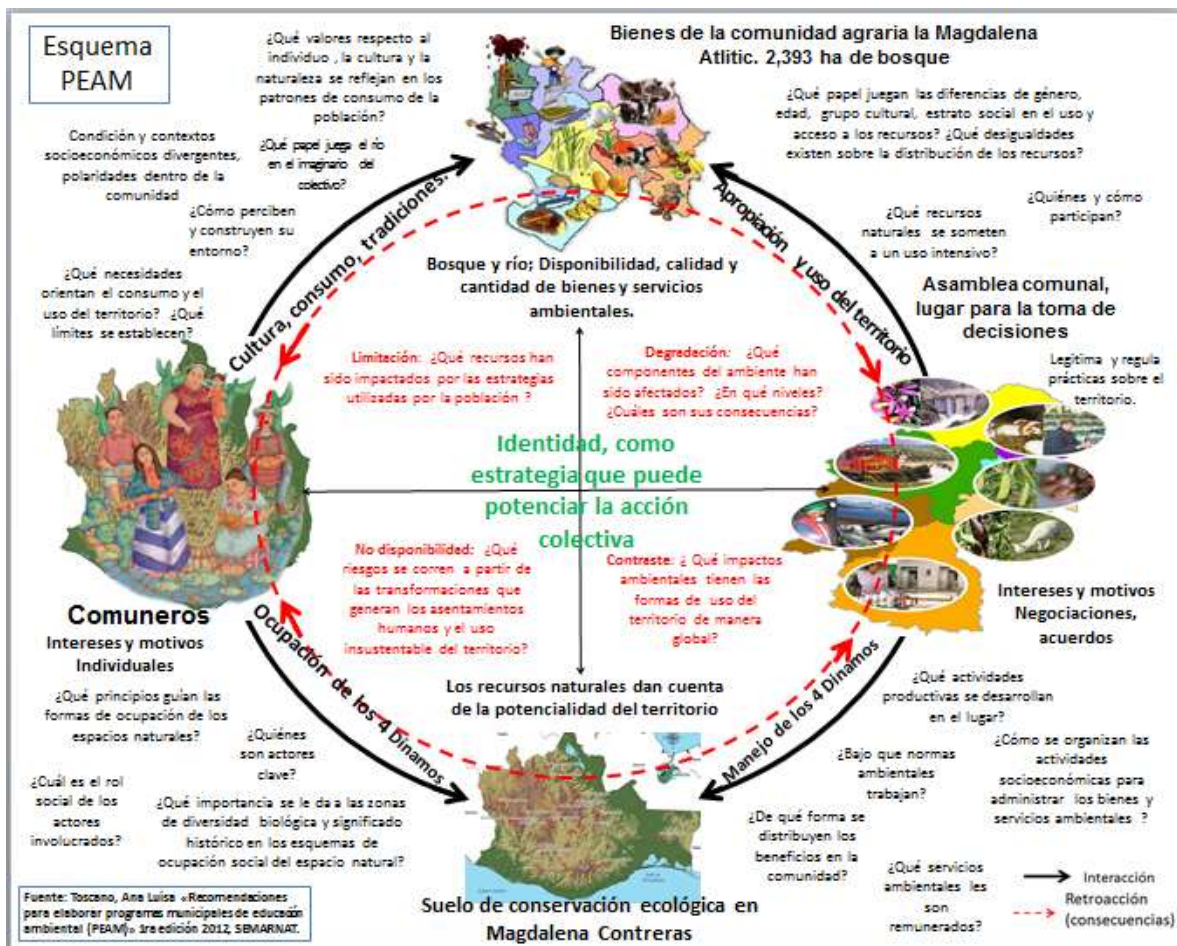 Esquema
PEAM
¿Qué valores respecto al
individuo , la cultura y la
naturaleza se reflejan en los
patrones de consumo de la
población?
¿Qué papel juega el río
en el imaginario del
colectivo?
Condición y contextos
socioeconómicos divergentes,
polaridades dentro de la
comunidad
¿Cómo perciben
y construyen su
entorno?
¿Qué necesidades
orientan el consumo y el
uso del territorio? ¿Qué
límites se establecen?
Bienes de la comunidad agraria la Magdalena
Atlitic. 2,393 ha de bosque
¿Qué papel juegan las diferencias de género,
edad, grupo cultural, estrato social en el uso y
acceso a los recursos? ¿Qué desigualdades
existen sobre la distribución de los recursos?
¿Quiénes y cómo
participan?
¿Qué recursos
naturales se someten
a un uso intensivo?
Asamblea comunal,
lugar para la toma de
decisiones
Legitima y regula
prácticas sobre el
territorio.
Cultura, consumo, tradiciones.
Apropiación y uso del territorio
Bosque y río; Disponibilidad, calidad y
cantidad de bienes y servicios
ambientales.
Limitación: ¿Qué recursos han
sido impactados por las estrategias
utilizadas por la población ?
Degradación: ¿Qué
componentes del ambiente han
sido afectados? ¿En qué niveles?
¿Cuáles son sus consecuencias?
Identidad, como
estrategia que puede
potenciar la acción
colectiva
No disponibilidad: ¿Qué
riesgos se corren a partir de
las transformaciones que
generan los asentamientos
humanos y el uso
insustentable del territorio?
Contraste: ¿ Qué impactos
ambientales tienen las
formas de uso del
territorio de manera
global?
Comuneros
Intereses y motivos
Individuales
Intereses y motivos
Negociaciones,
acuerdos
Ocupación de los 4 Dinamos
Manejo de los 4 Dinamos
Los recursos naturales dan cuenta
de la potencialidad del territorio
¿Qué principios guían las
formas de ocupación de los
espacios naturales?
¿Quiénes
son actores
clave?
¿Cuál es el rol
social de los
actores
involucrados?
¿Qué importancia se le da a las zonas
de diversidad biológica y significado
histórico en los esquemas de
ocupación social del espacio natural?
¿Qué actividades
productivas se desarrollan
en el lugar?
¿Bajo que normas
ambientales
trabajan?
¿Cómo se organizan las
actividades
socioeconómicas para
administrar los bienes y
servicios ambientales ?
¿De qué forma se
distribuyen los
beneficios en la
comunidad?
¿Qué servicios
ambientales les
son
remunerados?
Interacción
Retroacción
(consecuencias)
Fuente: Toscano, Ana Luisa «Recomendaciones
para elaborar programas municipales de educación
ambiental (PEAM)» 1ra edición 2012, SEMARNAT.
Suelo de conservación ecológica en
Magdalena Contreras